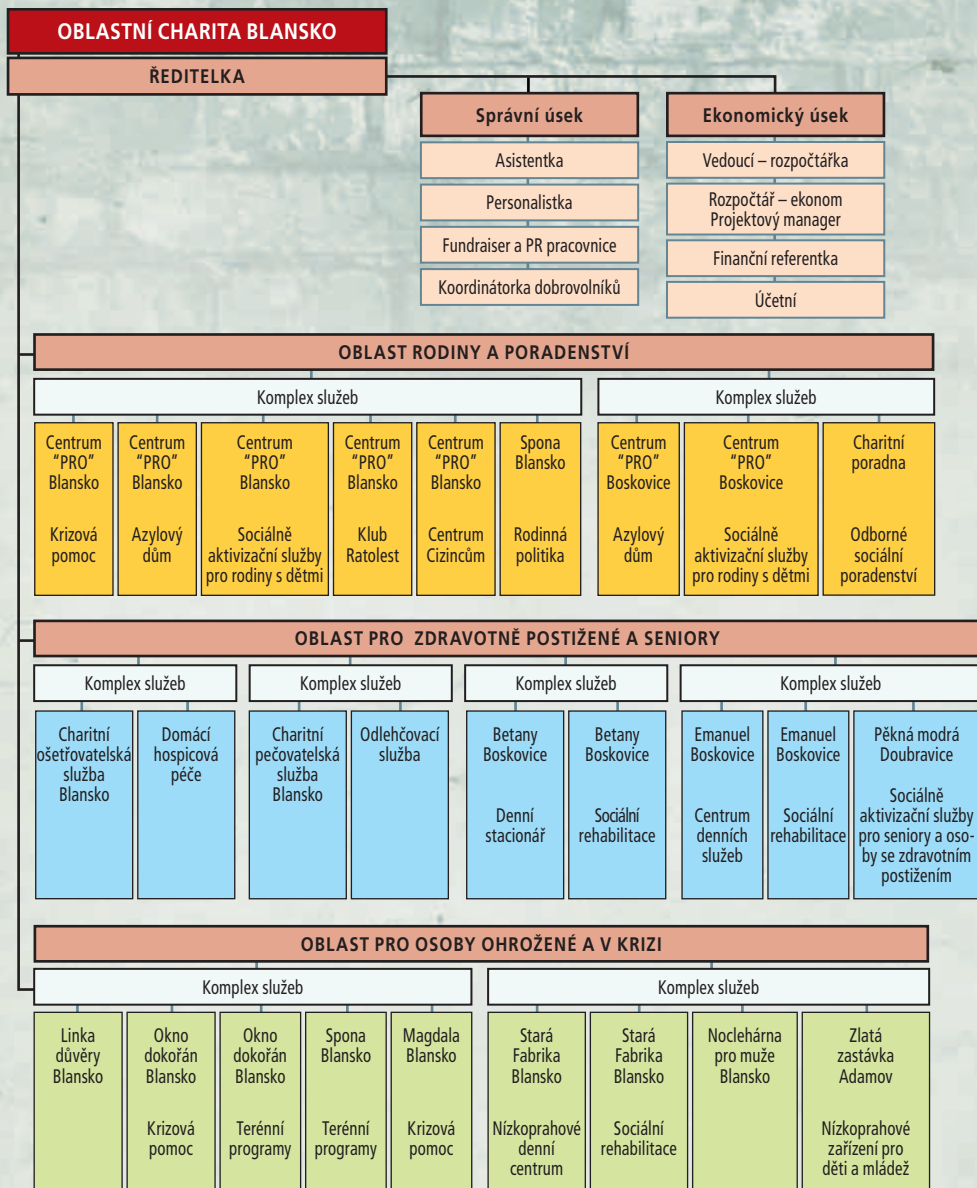 OBLASTNÍ CHARITA BLANSKO
ŘEDITELKA
Správní úsek
Asistentka
Personalistka
Fundraiser a PR pracovnice
Koordinátorka dobrovolníků
Ekonomický úsek
Vedoucí – rozpočtářka
Rozpočtář – ekonom
Projektový manager
Finanční referentka
Účetní
OBLAST RODINY A PORADENSTVÍ
Komplex služeb
Centrum
"PRO"
Blansko
Krizová
pomoc
Centrum
"PRO"
Blansko
Azylový
dům
Centrum
"PRO"
Blansko
Sociálně
aktivizační služby
pro rodiny s dětmi
Centrum
"PRO"
Blansko
Klub
Ratolest
Centrum
"PRO"
Blansko
Centrum
Cizincům
Spona
Blansko
Rodinná
politika
Komplex služeb
Centrum
"PRO"
Boskovice
Azylový
dům
Centrum
"PRO"
Boskovice
Sociálně
aktivizační služby
pro rodiny s dětmi
Charitní
poradna
Odborné
sociální
poradenství
OBLAST PRO ZDRAVOTNĚ POSTIŽENÉ A SENIORY
Komplex služeb
Charitní
ošetřovatelská
služba
Blansko
Domácí
hospicová
péče
Komplex služeb
Charitní
pečovatelská
služba
Blansko
Odlehčovací
služba
Komplex služeb
Betany
Boskovice
Denní
stacionář
Betany
Boskovice
Sociální
rehabilitace
Komplex služeb
Emanuel
Boskovice
Centrum
denních
služeb
Emanuel
Boskovice
Sociální
rehabilitace
Pěkná modrá
Doubravice
Sociálně
aktivizační služby
pro seniory a oso-
by se zdravotním
postižením
OBLAST PRO OSOBY OHROŽENÉ A V KRIZI
Komplex služeb
Linka
důvěry
Blansko
Okno
dokořán
Blansko
Krizová
pomoc
Okno
dokořán
Blansko
Terénní
programy
Spona
Blansko
Terénní
programy
Magdala
Blansko
Krizová
pomoc
Komplex služeb
Stará
Fabrika
Blansko
Nízkoprahové
denní
centrum
Stará
Fabrika
Blansko
Sociální
rehabilitace
Noclehárna
pro muže
Blansko
Zlatá
zastávka
Adamov
Nízkoprahové
zařízení pro
děti a mládež